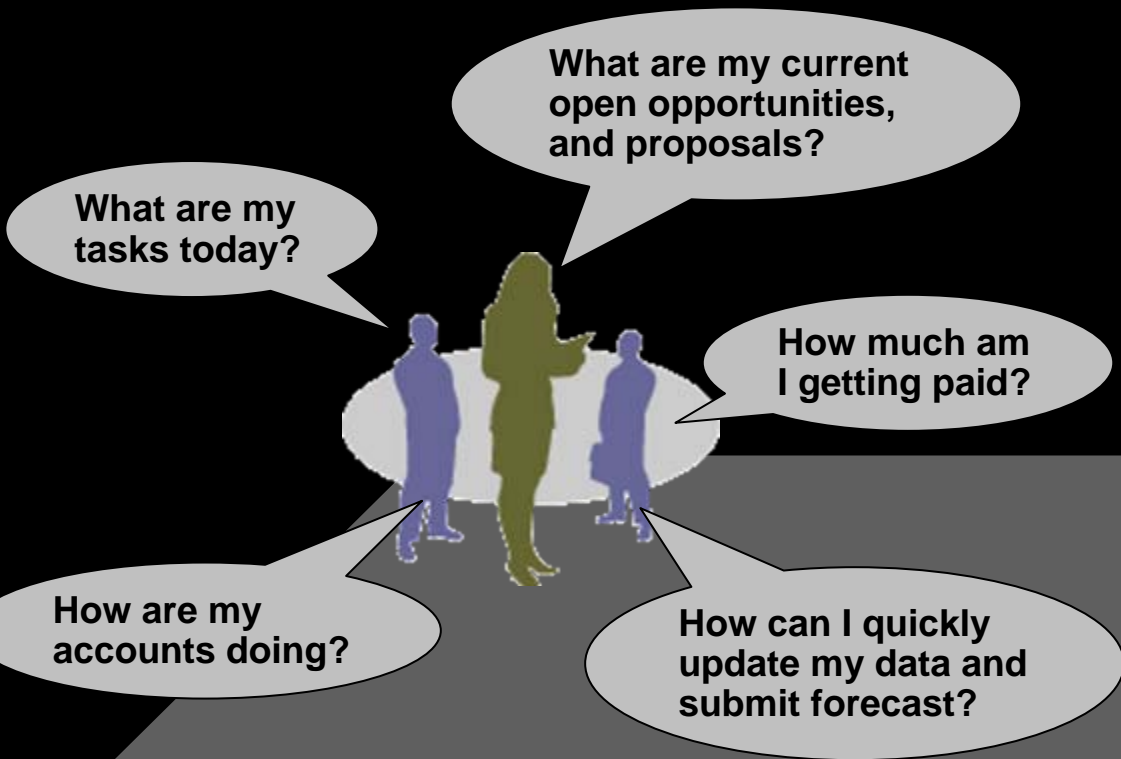 What are my current
open opportunities,
and proposals?
What are my
tasks today?
How much am
I getting paid?
How are my
accounts doing?
How can I quickly
update my data and
submit forecast?